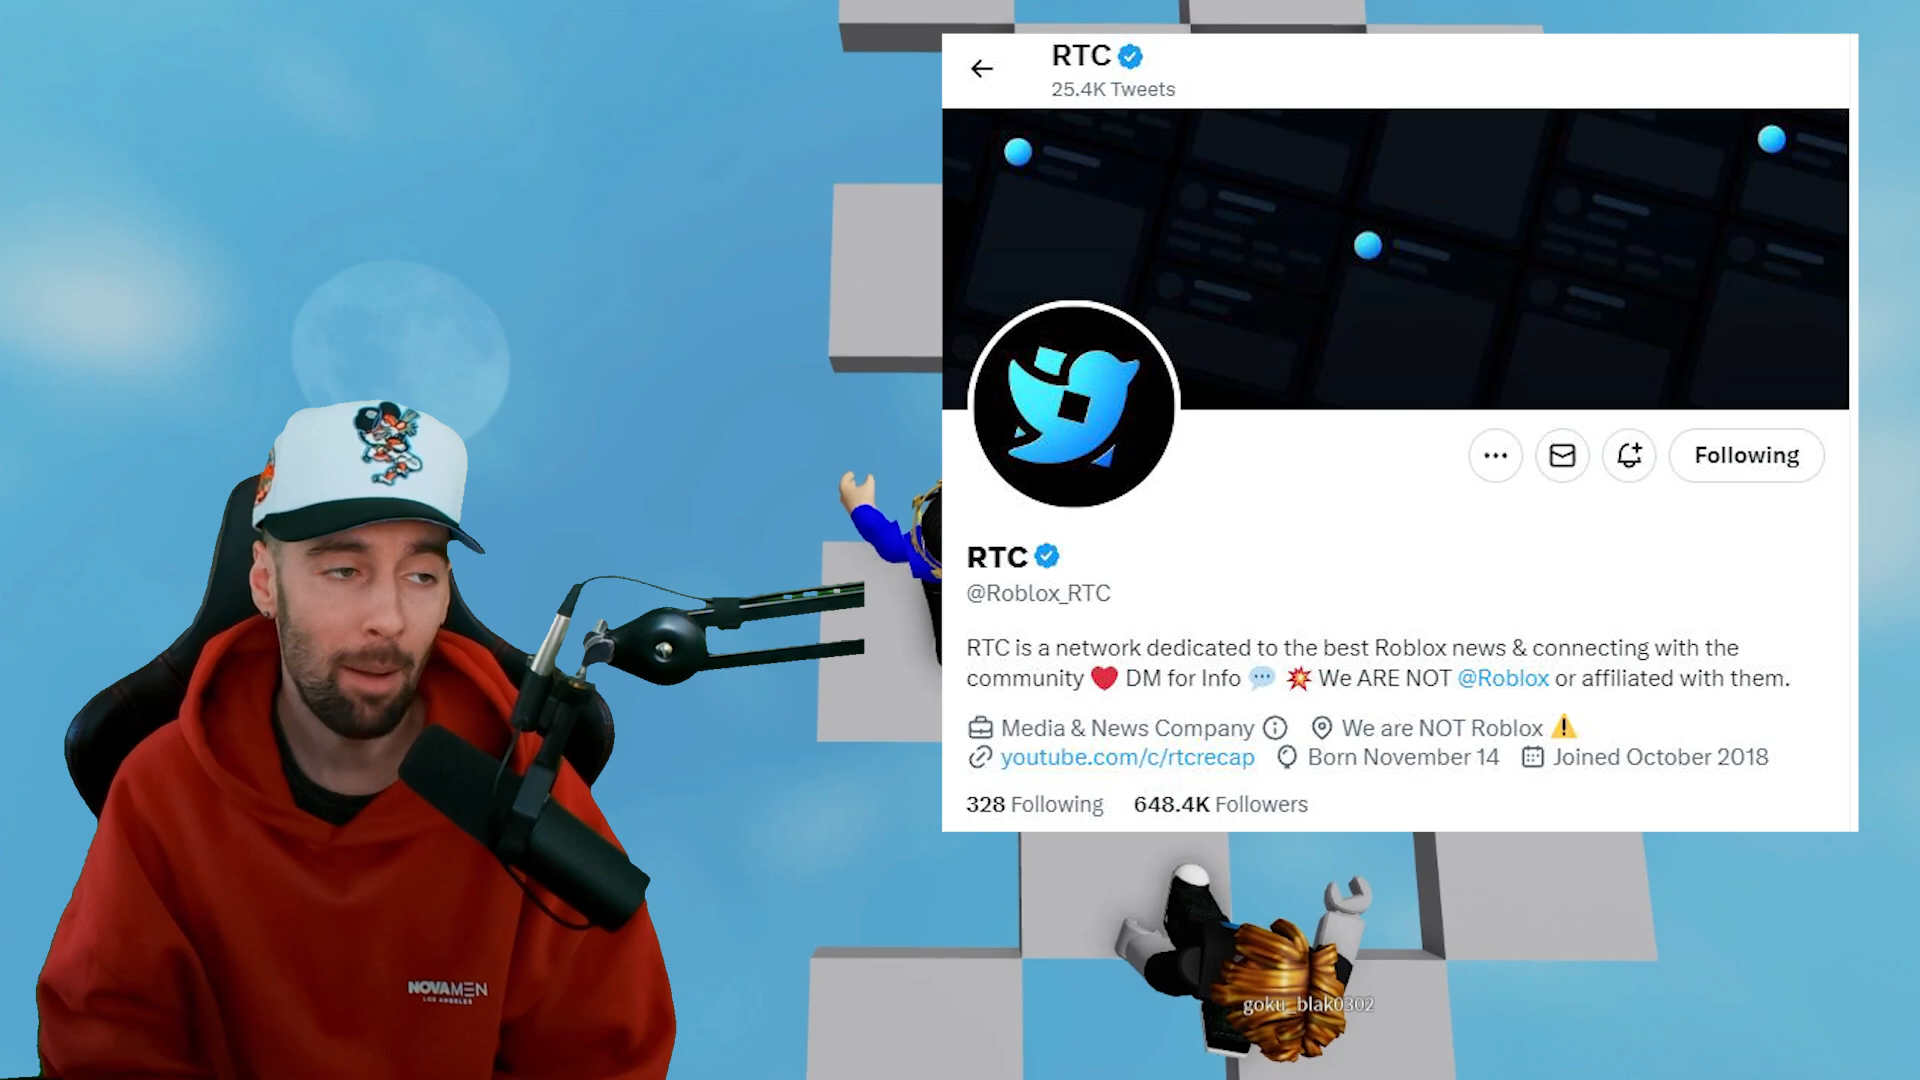 RTC
25.4K Tweets
Following
RTC
@Roblox_RTC
RTC is a network dedicated to the best Roblox news & connecting with the
community ❤️ DM for Info 💬 💥 We ARE NOT @Roblox or affiliated with them.
Media & News Company We are NOT Roblox ⚠️
youtube.com/c/rtcrecap Born November 14 Joined October 2018
328 Following 648.4K Followers
NOVAMEN
LOS ANGELES
goku_blak0302